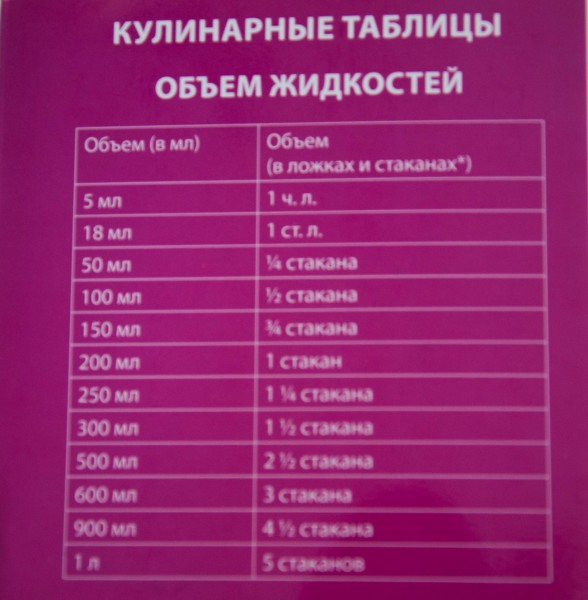 КУЛИНАРНЫЕ ТАБЛИЦЫ
ОБЪЕМ ЖИДКОСТЕЙ
Объем (в мл) Объем
(в ложках и стаканах*)
5 мл 1 ч. л.
18 мл 1 ст. л.
50 мл ¼ стакана
100 мл ½ стакана
150 мл ¾ стакана
200 мл 1 стакан
250 мл 1 ¼ стакана
300 мл 1 ½ стакана
500 мл 2 ½ стакана
600 мл 3 стакана
900 мл 4 ½ стакана
1 л 5 стаканов